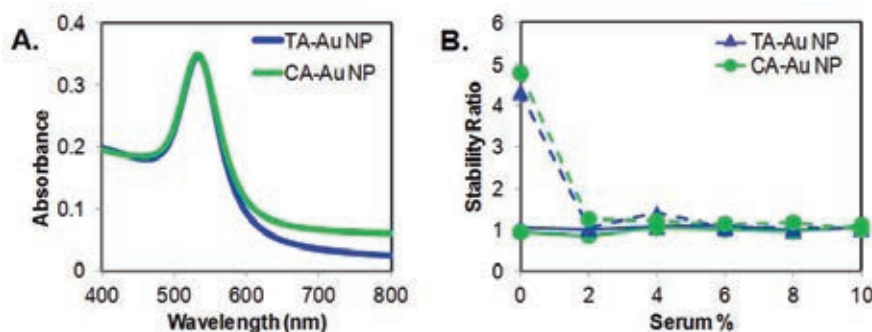 A.
0.4
0.3
0.2
0.1
0
Absorbance
TA-Au NP
CA-Au NP
400 500 600 700 800
Wavelength (nm)
B.
6
5
4
3
2
1
0
Stability Ratio
TA-Au NP
CA-Au NP
0 2 4 6 8 10
Serum %